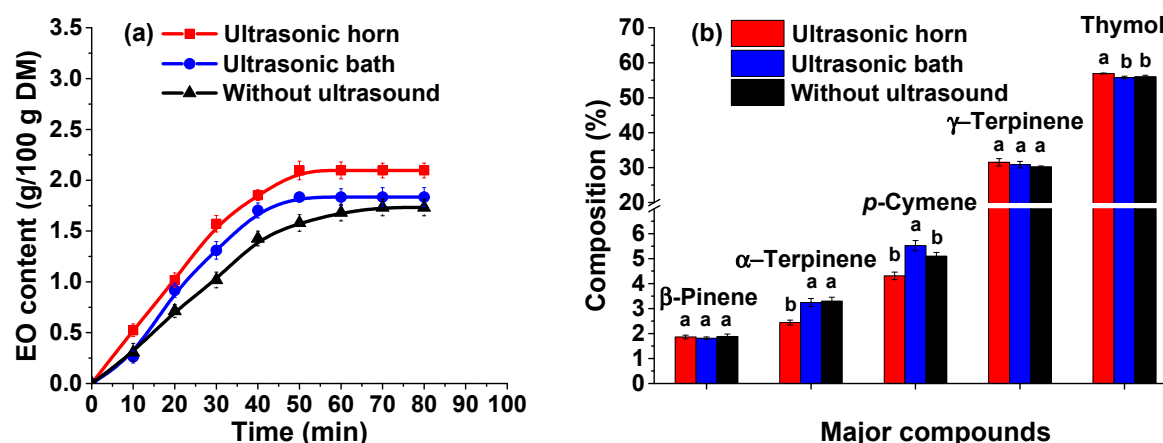 (a)
Ultrasonic horn
Ultrasonic bath
Without ultrasound
EO content (g/100 g DM)
3.5
3.0
2.5
2.0
1.5
1.0
0.5
0.0
0 10 20 30 40 50 60 70 80 90 100
Time (min)
(b)
Ultrasonic horn
Ultrasonic bath
Without ultrasound
Composition (%)
70
60
50
40
30
20
6
5
4
3
2
1
0
β-Pinene
a a a
α–Terpinene
b a a
p-Cymene
b a b
γ–Terpinene
a a a
Thymol
a b b
Major compounds